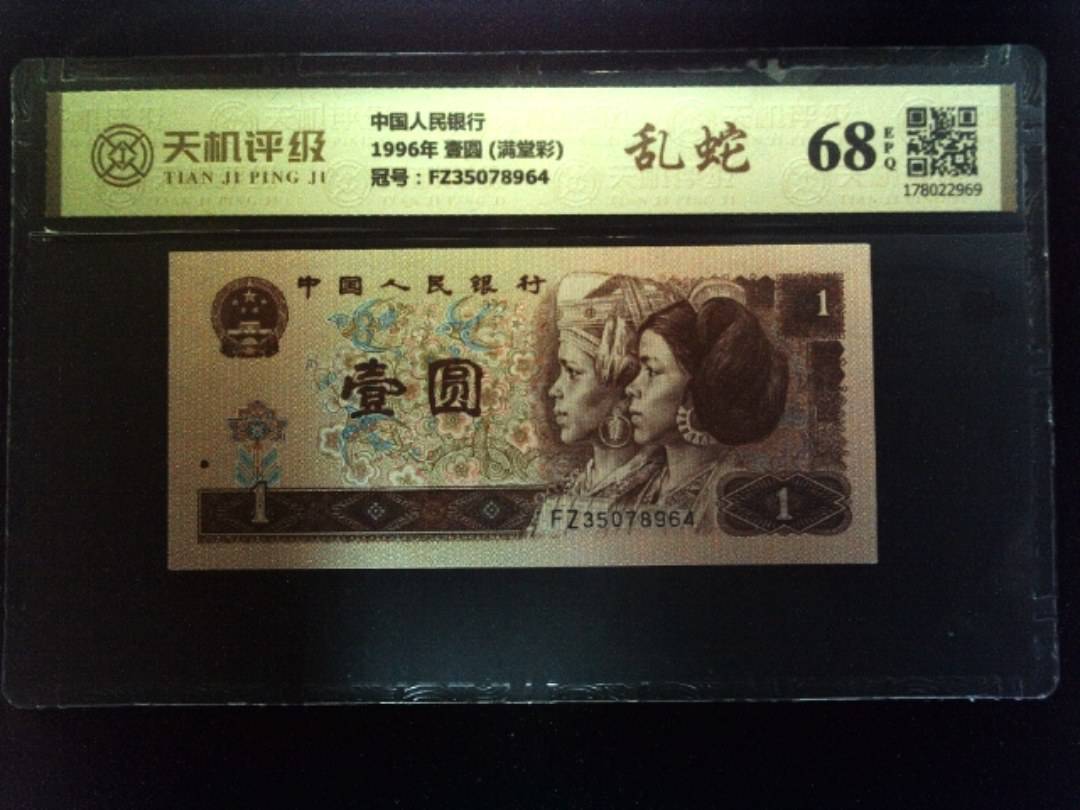 天机评级
TIAN JI PING JI
中国人民银行
1996年 壹圆 (满堂彩)
冠号：FZ35078964
乱蛇
68
EPQ
178022969
中国人民银行
壹圆
1
1
FZ35078964
1